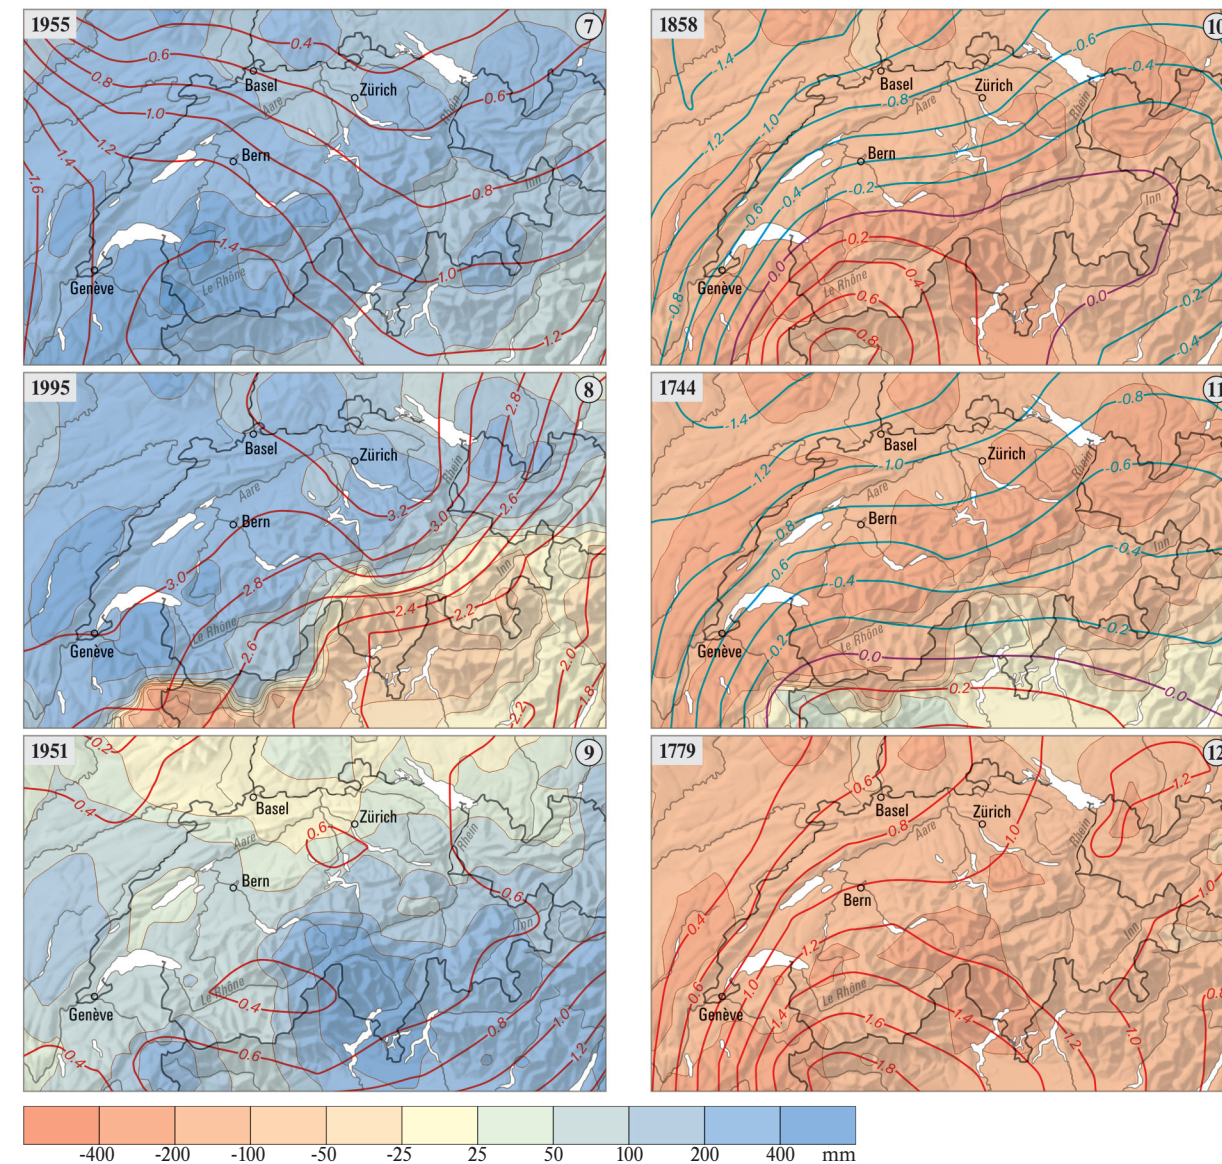 1955
7
0.4
0.6
0.8
1.0
1.2
1.4
1.6
0.6
0.8
1.0
1.2
1.4
Basel
Zürich
Aare
Rhein
Bern
Inn
Le Rhône
Genève
1858
10
-1.4
-1.2
-1.0
-0.8
-0.6
-0.4
-0.2
0.6
-0.4
-0.8
0.0
0.2
0.4
0.6
0.8
0.0
-0.2
-0.4
Basel
Zürich
Aare
Rhein
Bern
Inn
Le Rhône
Genève
1995
8
2.8
3.2
3.0
2.6
3.0
2.8
2.6
2.4
2.2
2.0
1.8
2.2
Basel
Zürich
Aare
Rhein
Bern
Inn
Le Rhône
Genève
1744
11
-1.4
-1.2
-1.0
-0.8
-0.6
-0.8
-0.6
-0.4
-0.4
-0.2
0.2
0.0
0.2
0.0
Basel
Zürich
Aare
Rhein
Bern
Inn
Le Rhône
Genève
1951
9
0.2
0.4
0.6
0.6
0.4
0.4
0.6
0.8
1.0
1.2
Basel
Zürich
Aare
Rhein
Bern
Inn
Le Rhône
Genève
1779
12
0.6
0.8
1.0
1.2
1.0
0.4
0.6
1.0
1.2
1.4
1.4
1.6
1.8
1.2
1.0
Basel
Zürich
Aare
Rhein
Bern
Inn
Le Rhône
Genève
-400 -200 -100 -50 -25 25 50 100 200 400 mm